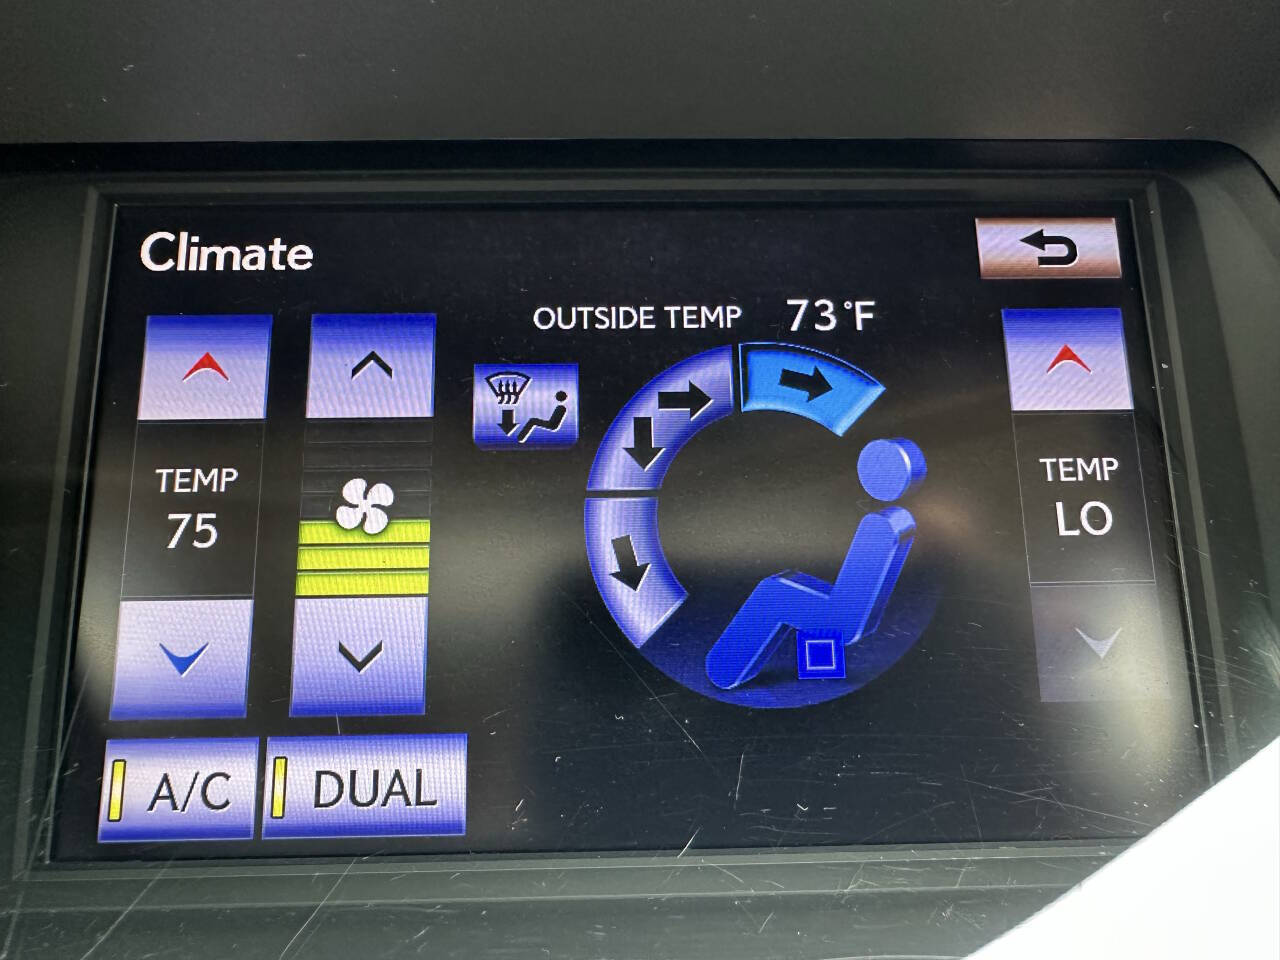 Climate
OUTSIDE TEMP 73°F
TEMP
75
TEMP
LO
A/C
DUAL